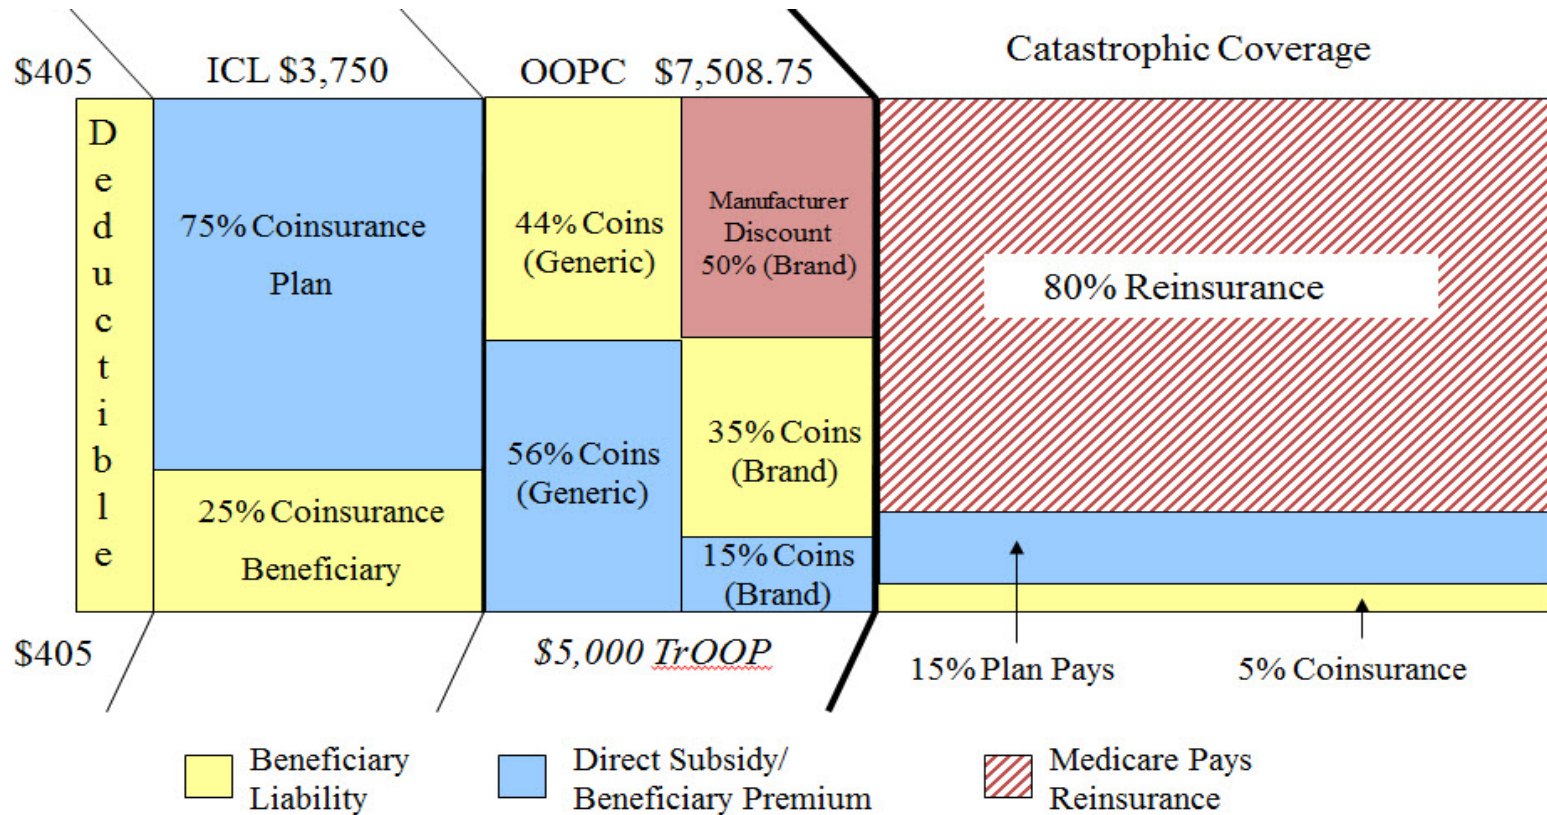 $405
ICL $3,750
OOPC $7,508.75
Catastrophic Coverage
Deductible
75% Coinsurance
Plan
25% Coinsurance
Beneficiary
44% Coins
(Generic)
56% Coins
(Generic)
Manufacturer
Discount
50% (Brand)
35% Coins
(Brand)
15% Coins
(Brand)
80% Reinsurance
$405
$5,000 TrOOP
15% Plan Pays
5% Coinsurance
Beneficiary
Liability
Direct Subsidy/
Beneficiary Premium
Medicare Pays
Reinsurance